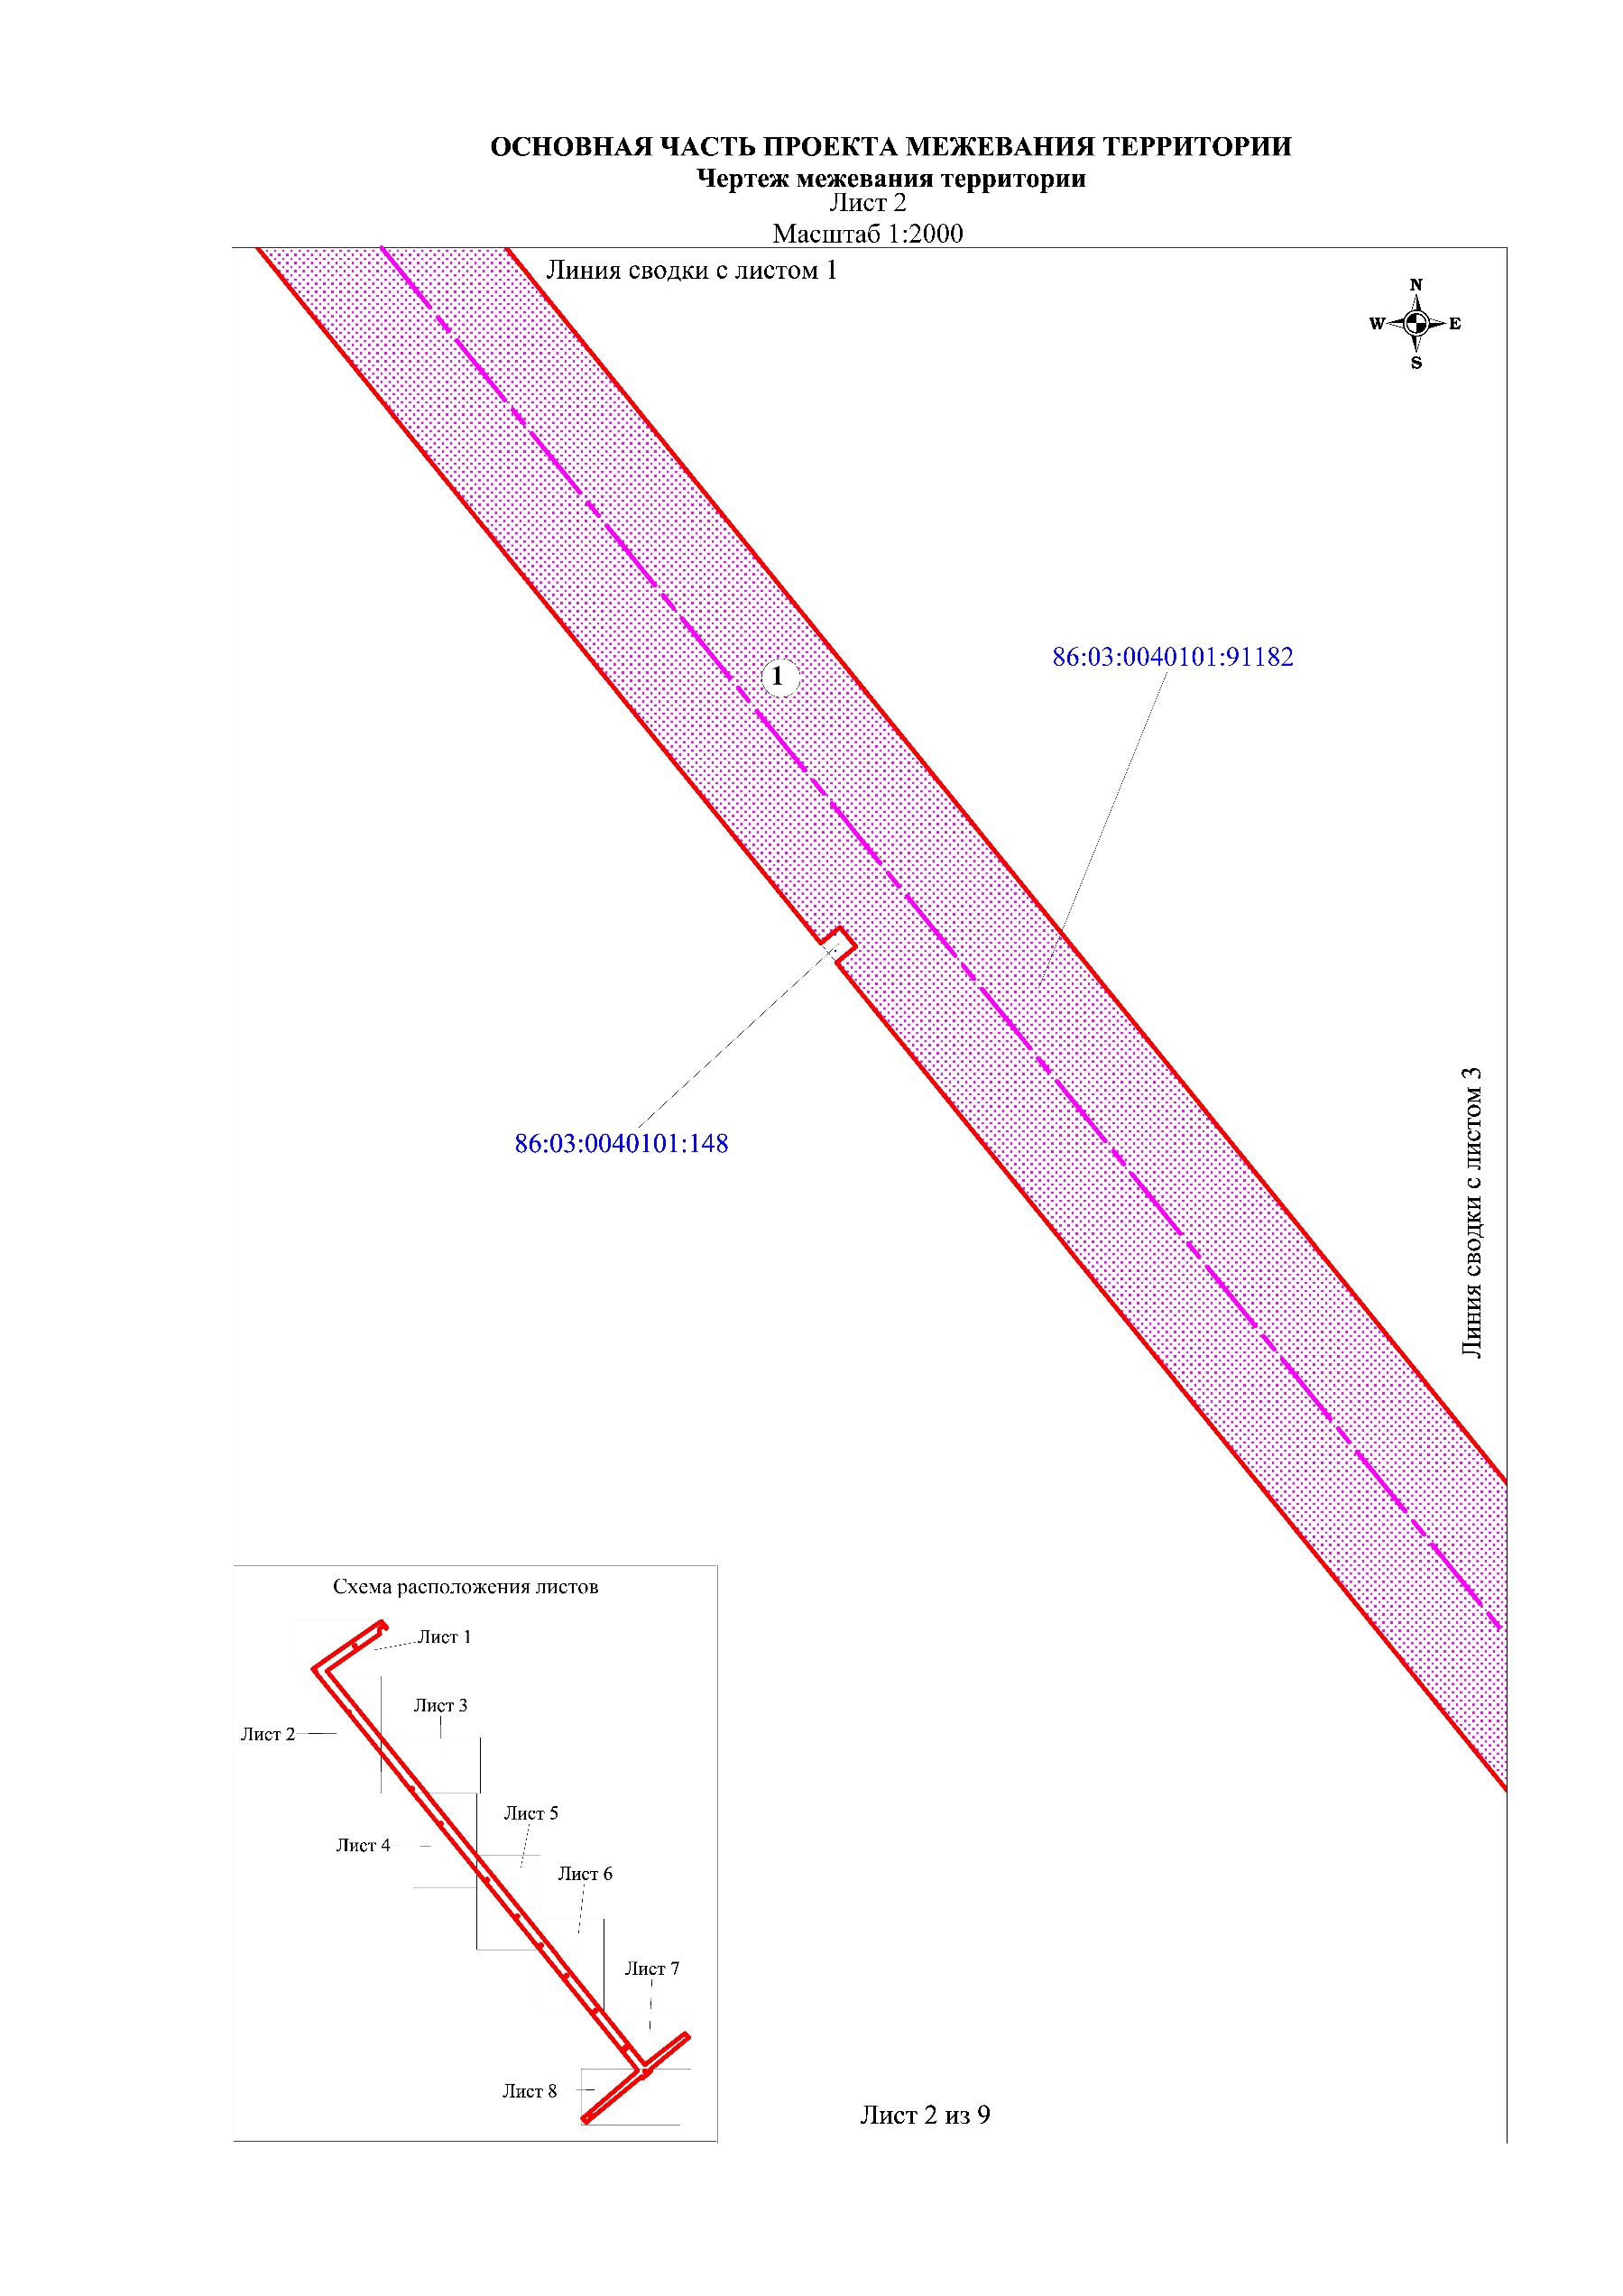 ОСНОВНАЯ ЧАСТЬ ПРОЕКТА МЕЖЕВАНИЯ ТЕРРИТОРИИ
Чертеж межевания территории
Лист 2
Масштаб 1:2000
Линия сводки с листом 1
N
W E
S
86:03:0040101:91182
1
86:03:0040101:148
Линия сводки с листом 3
Схема расположения листов
Лист 1
Лист 3
Лист 2
Лист 5
Лист 4
Лист 6
Лист 7
Лист 8
Лист 2 из 9